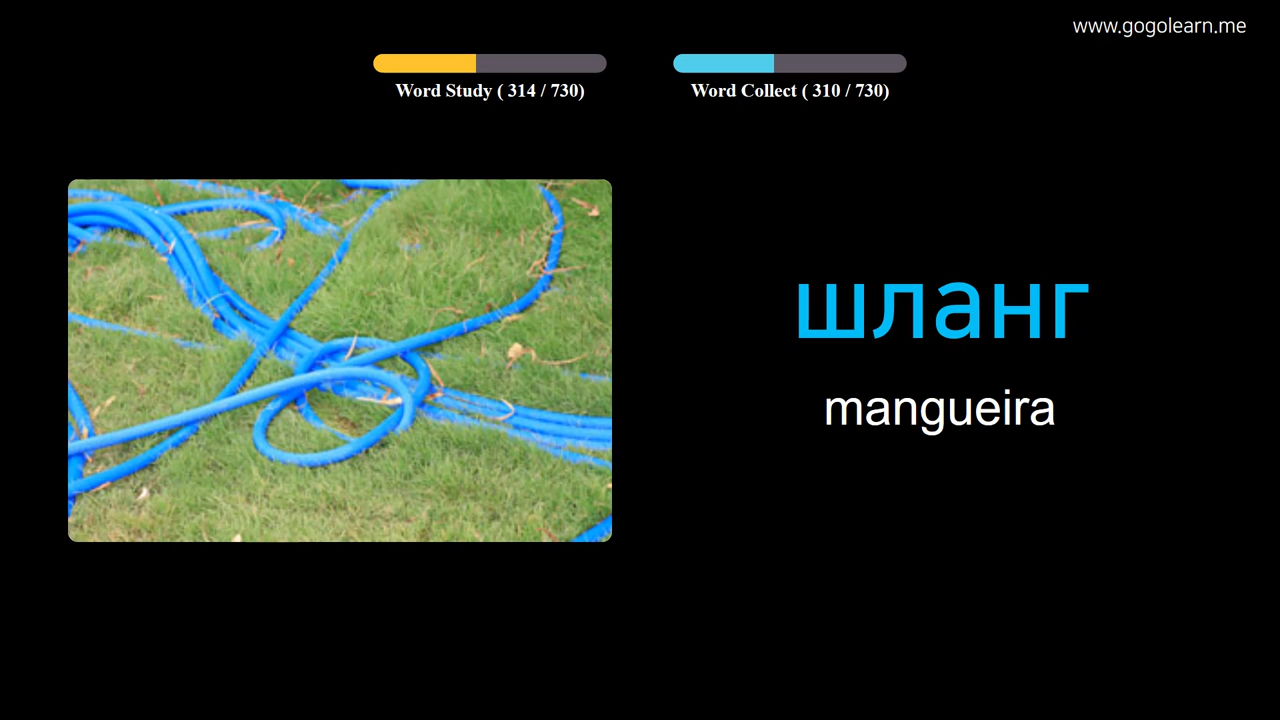 www.gogolearn.me
Word Study ( 314 / 730)
Word Collect ( 310 / 730)
шланг
mangueira